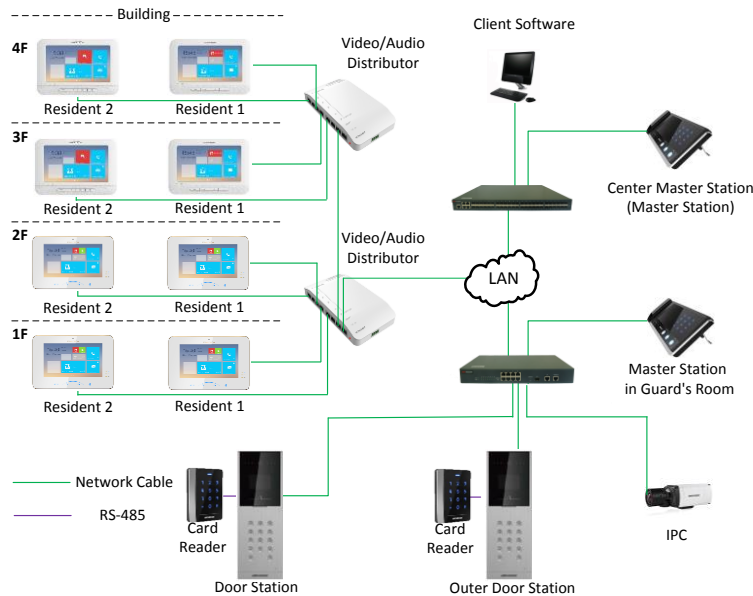 Building
4F
Resident 2
Resident 1
3F
Resident 2
Resident 1
2F
Resident 2
Resident 1
1F
Resident 2
Resident 1
Video/Audio
Distributor
Video/Audio
Distributor
Client Software
Center Master Station
(Master Station)
LAN
Master Station
in Guard's Room
Network Cable
RS-485
Card
Reader
Door Station
Card
Reader
Outer Door Station
IPC